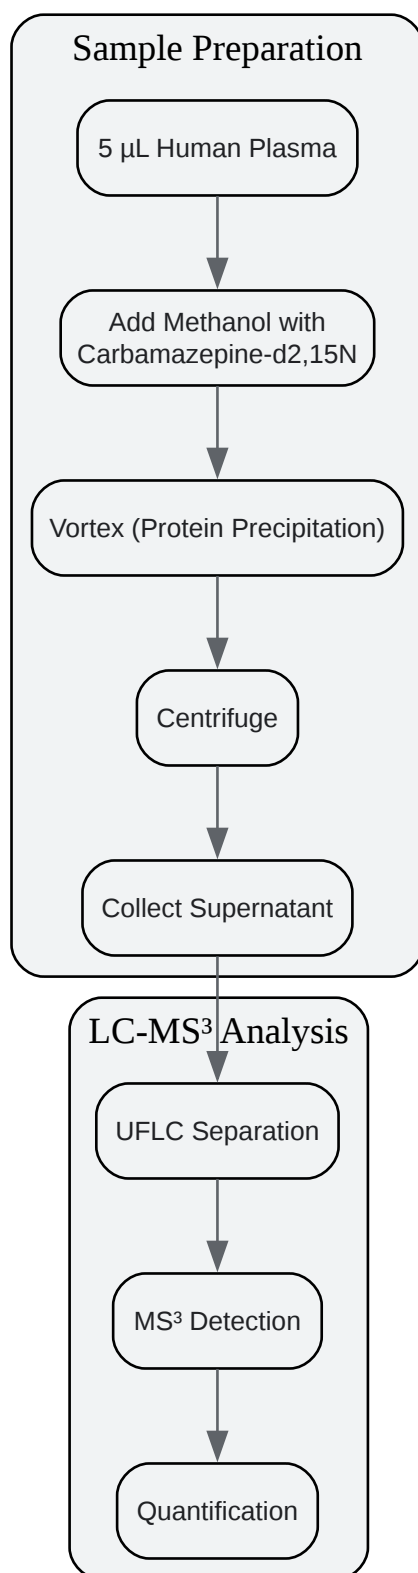 Sample Preparation
5 µL Human Plasma
Add Methanol with
Carbamazepine-d2,15N
Vortex (Protein Precipitation)
Centrifuge
Collect Supernatant
LC-MS³ Analysis
UFLC Separation
MS³ Detection
Quantification